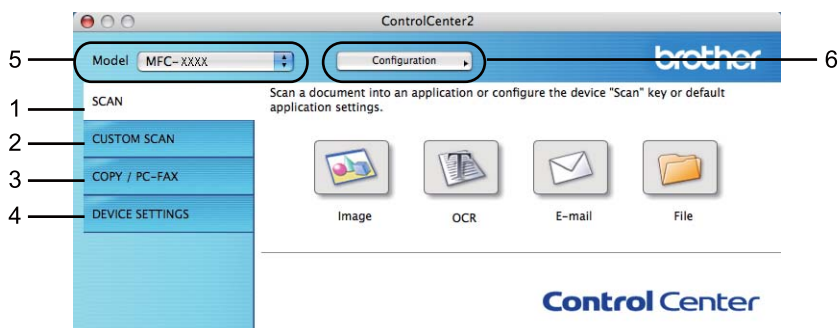 ControlCenter2
5
Model MFC-XXXX
Configuration
6
brother
1
SCAN
Scan a document into an application or configure the device "Scan" key or default
application settings.
2
CUSTOM SCAN
3
COPY / PC-FAX
4
DEVICE SETTINGS
Image
OCR
E-mail
File
Control Center